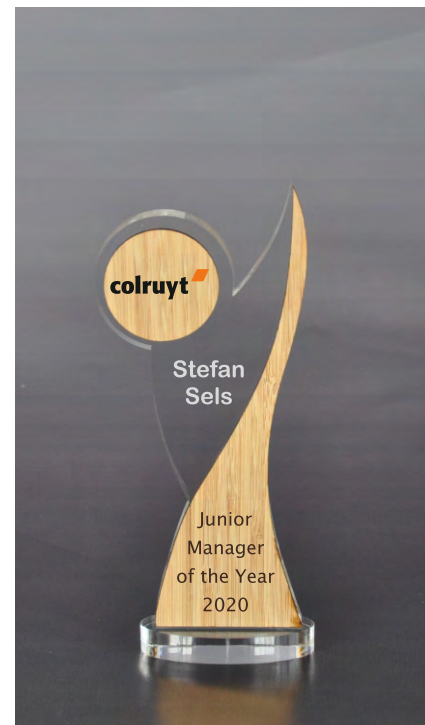 colruyt
Stefan
Sels
Junior
Manager
of the Year
2020